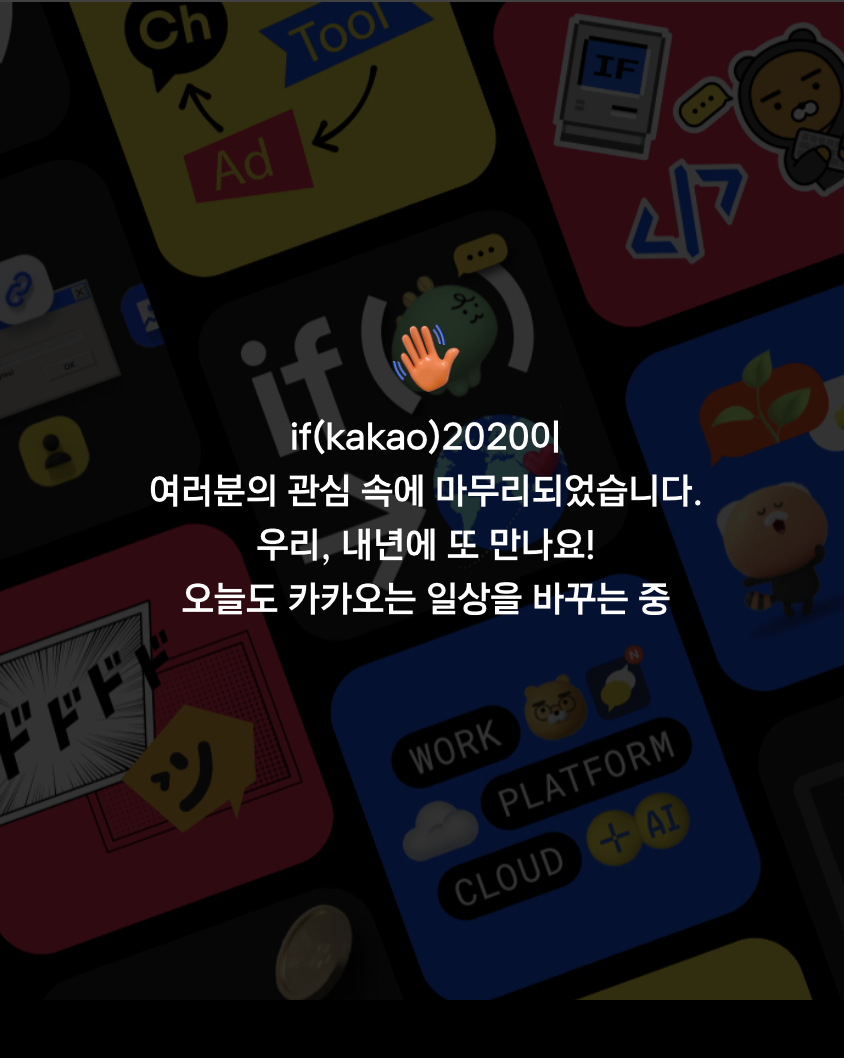 Ch
Tool
Ad
IF
if( )
OK
if(kakao)2020이
여러분의 관심 속에 마무리되었습니다.
우리, 내년에 또 만나요!
오늘도 카카오는 일상을 바꾸는 중
ドドドド
WORK
N
PLATFORM
CLOUD
AI